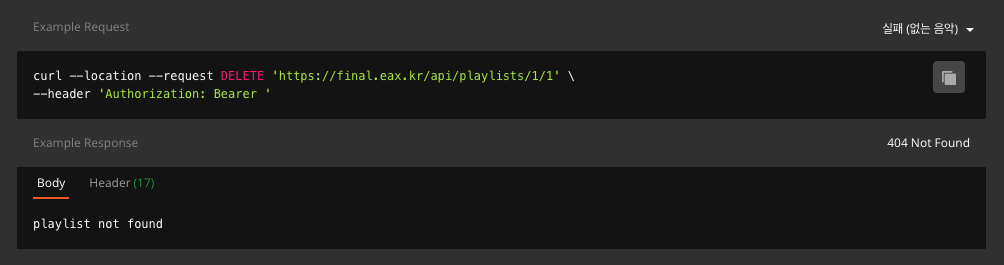 Example Request
실패 (없는 음악)
curl --location --request DELETE 'https://final.eax.kr/api/playlists/1/1' \
--header 'Authorization: Bearer '
Example Response
404 Not Found
Body
Header (17)
playlist not found